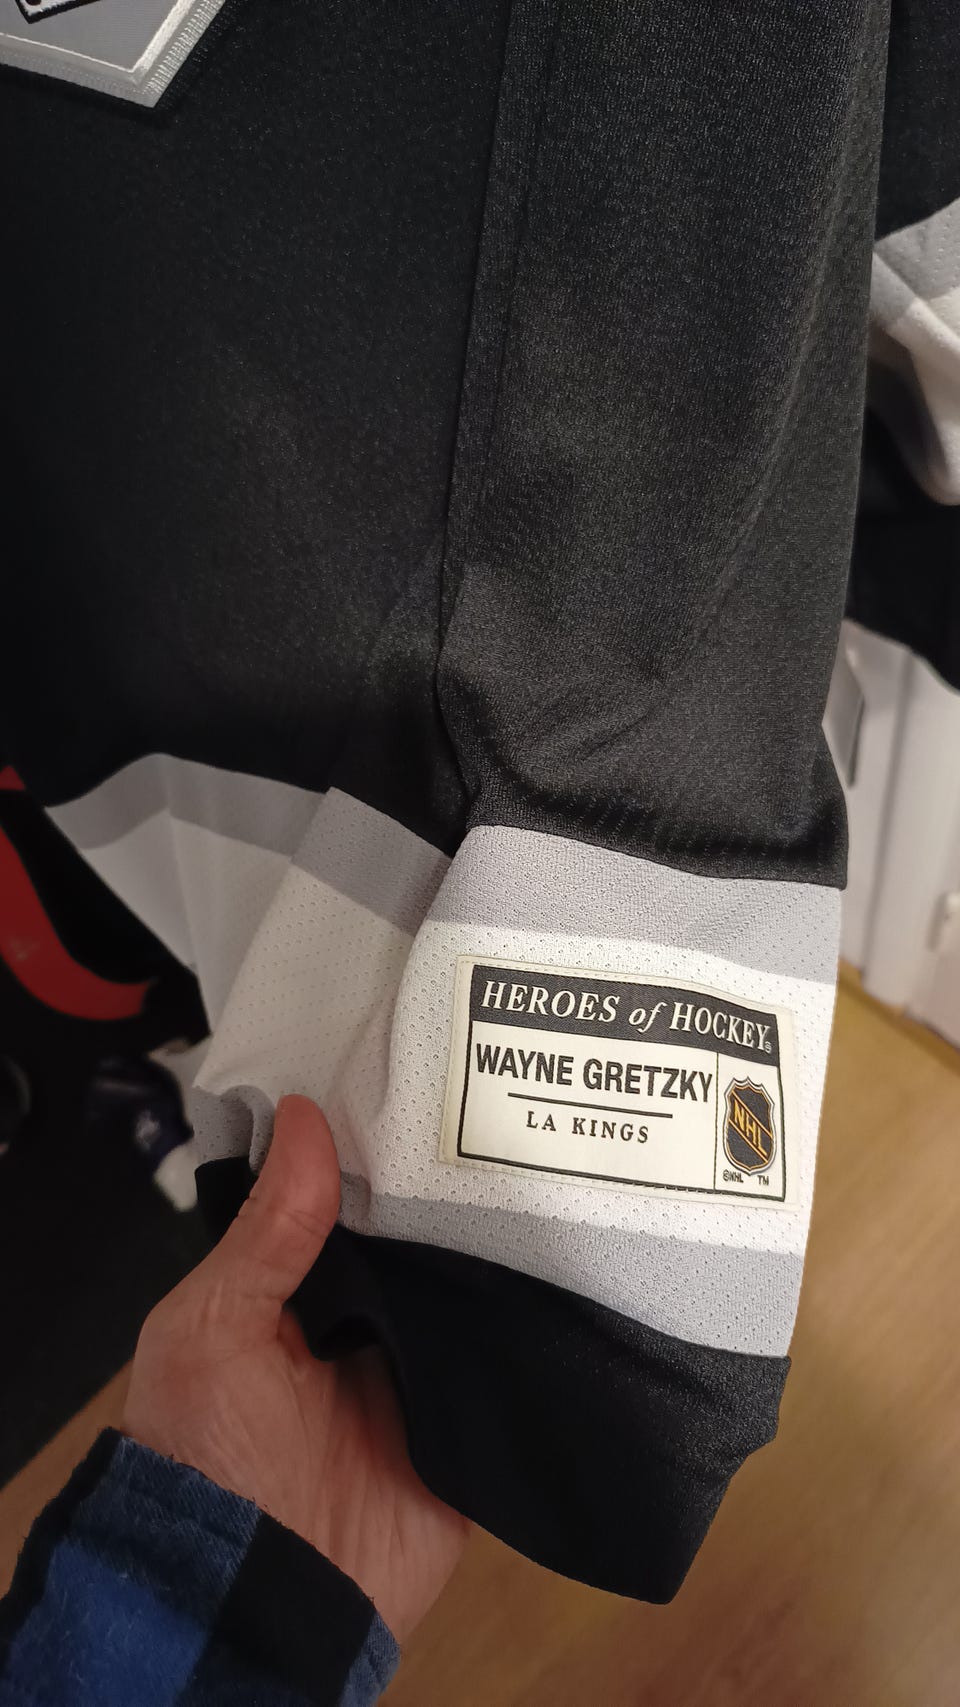 HEROES of HOCKEY®
WAYNE GRETZKY
LA KINGS
NHL
©NHL ™